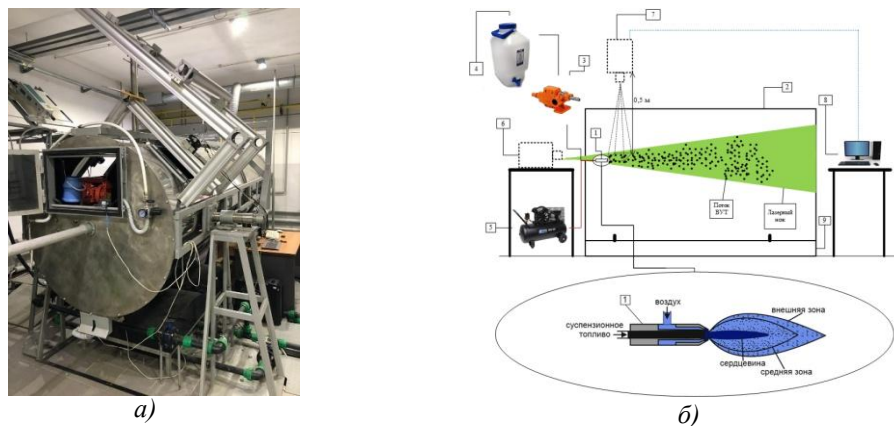 7
4
3
2
0,5 м
1
6
8
Поток
ВУТ
Лазерный
нож
5
9
1
воздух
суспензионное
топливо
внешняя зона
сердцевина
средняя зона
а)
б)